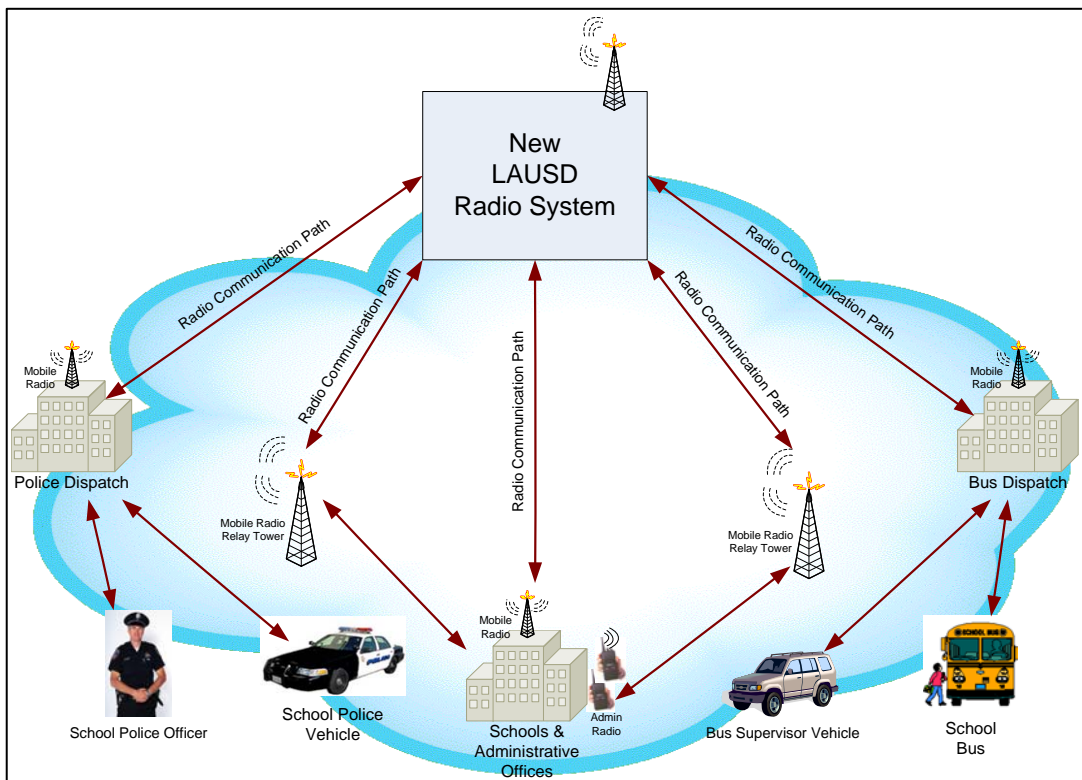 New
LAUSD
Radio System
Radio Communication Path
Radio Communication Path
Radio Communication Path
Radio Communication Path
Radio Communication Path
Mobile
Radio
Police Dispatch
Mobile
Radio
Bus Dispatch
Mobile Radio
Relay Tower
Mobile Radio
Relay Tower
Mobile
Radio
SCHOOL BUS
School Police Officer
School Police
Vehicle
Schools &
Administrative
Offices
Admin
Radio
Bus Supervisor Vehicle
School
Bus